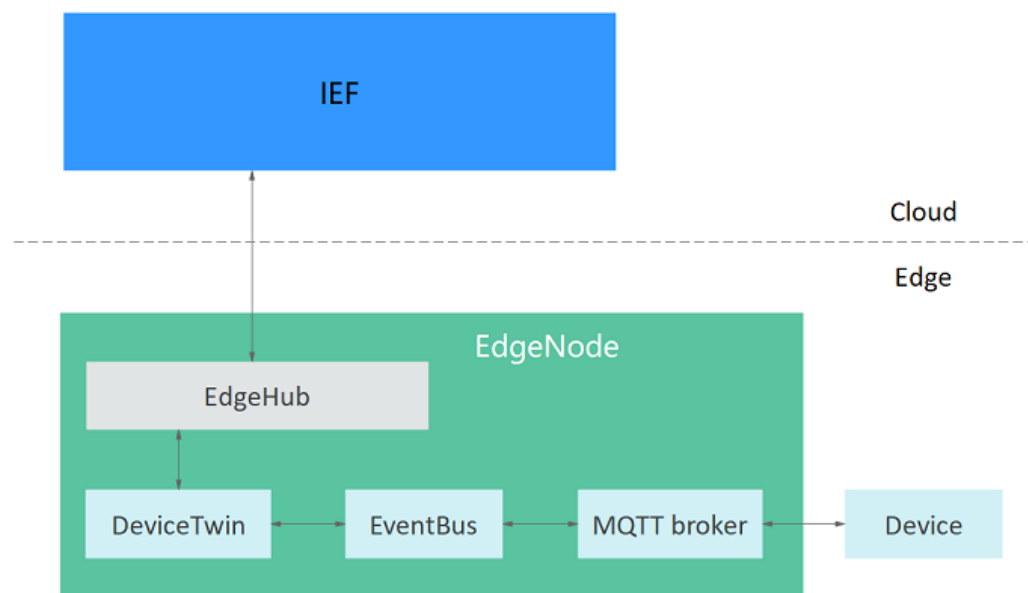 IEF
Cloud
Edge
EdgeNode
EdgeHub
DeviceTwin
EventBus
MQTT broker
Device